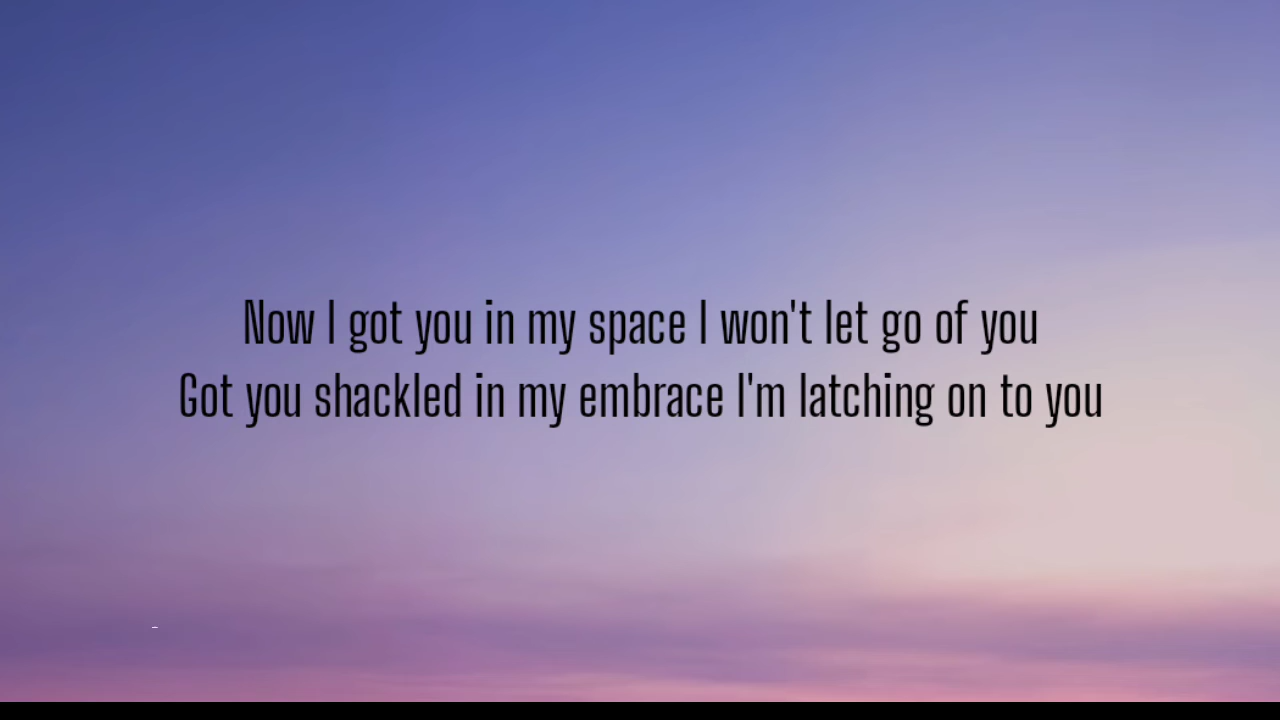 Now I got you in my space I won't let go of you
Got you shackled in my embrace I'm latching on to you